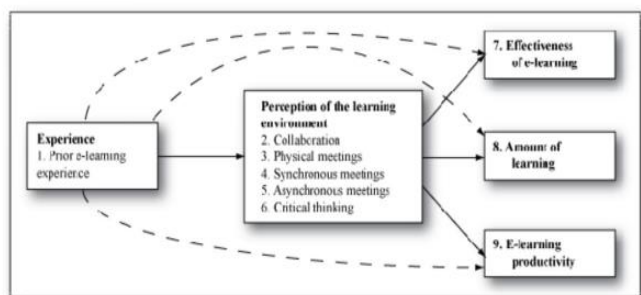 Experience
1. Prior e-learning
experience
Perception of the learning
environment
2. Collaboration
3. Physical meetings
4. Synchronous meetings
5. Asynchronous meetings
6. Critical thinking
7. Effectiveness
of e-learning
8. Amount of
learning
9. E-learning
productivity